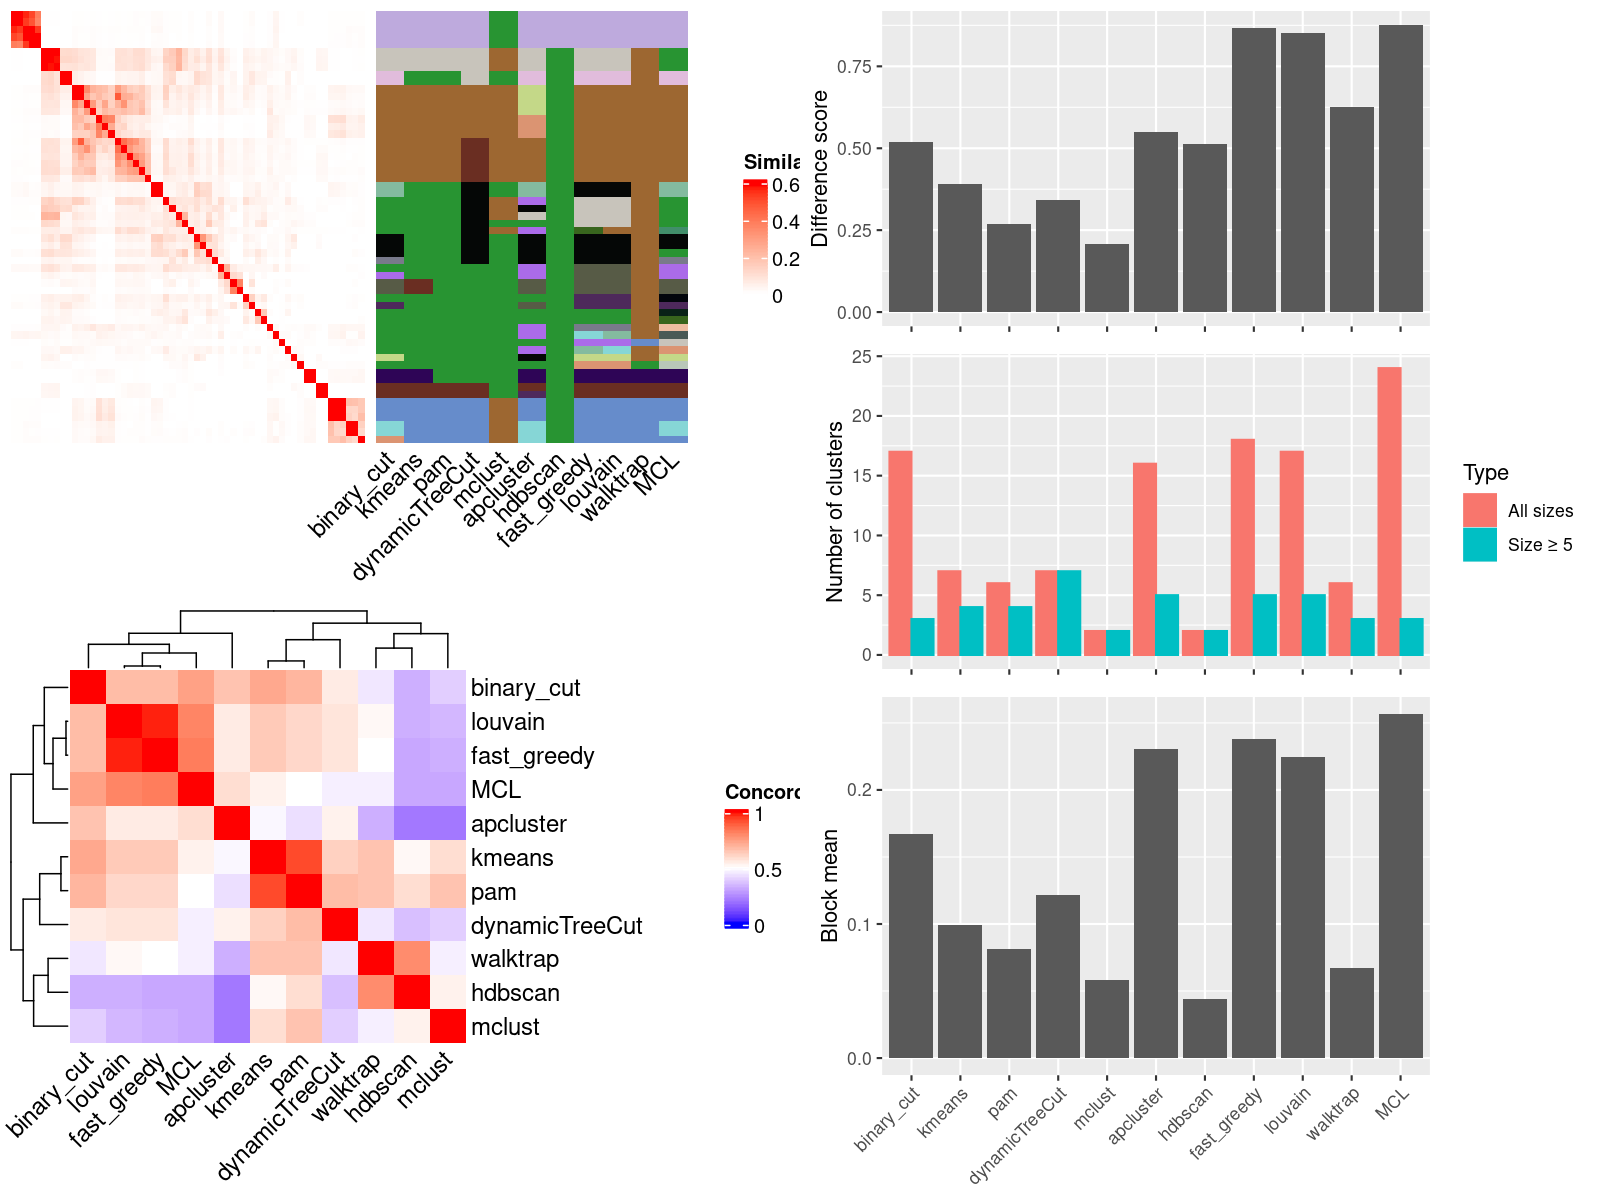 Simila
0.6
0.4
0.2
0
binary_cut
kmeans
pam
dynamicTreeCut
mclust
apcluster
hdbscan
fast_greedy
louvain
walktrap
MCL
Difference score
0.75
0.50
0.25
0.00
Number of clusters
25
20
15
10
5
0
Type
All sizes
Size ≥ 5
binary_cut
louvain
fast_greedy
MCL
apcluster
kmeans
pam
dynamicTreeCut
walktrap
hdbscan
mclust
binary_cut
louvain
fast_greedy
MCL
apcluster
kmeans
pam
dynamicTreeCut
walktrap
hdbscan
mclust
Concord
1
0.5
0
Block mean
0.2
0.1
0.0
binary_cut
kmeans
pam
dynamicTreeCut
mclust
apcluster
hdbscan
fast_greedy
louvain
walktrap
MCL